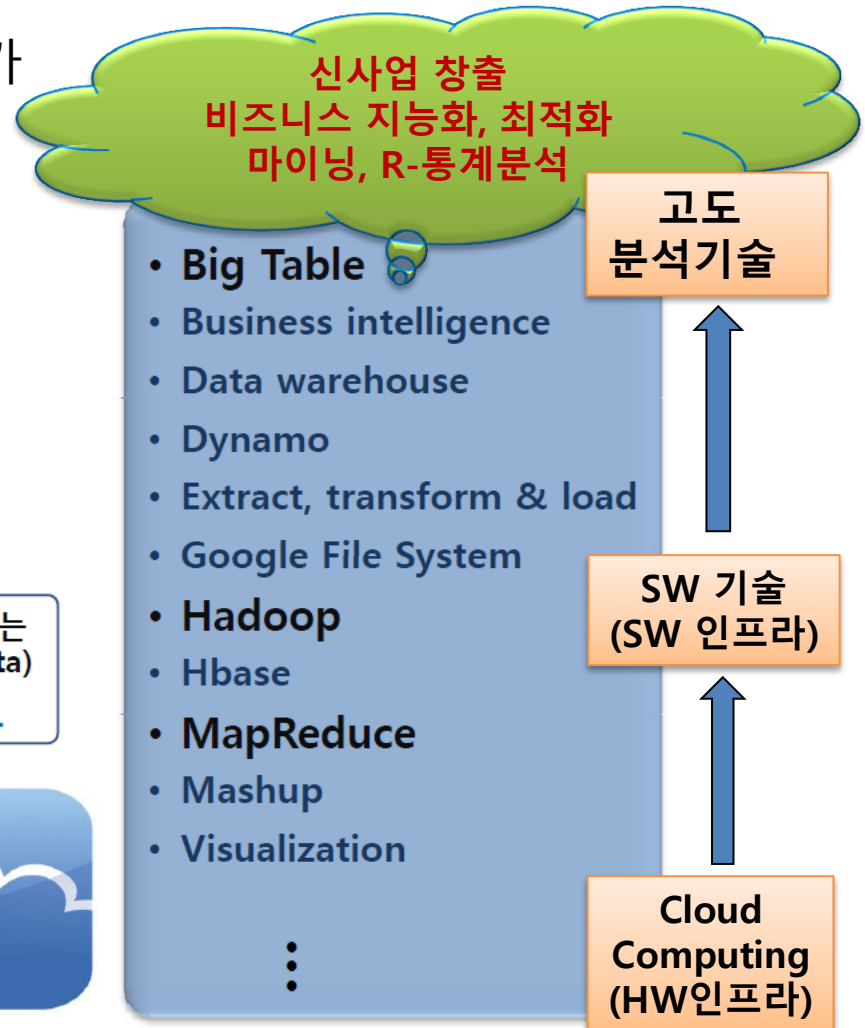 신사업 창출
비즈니스 지능화, 최적화
마이닝, R-통계분석
고도
분석기술
• Big Table
• Business intelligence
• Data warehouse
• Dynamo
• Extract, transform & load
• Google File System
• Hadoop
• Hbase
• MapReduce
• Mashup
• Visualization
⋮
SW 기술
(SW 인프라)
는
ta)
Cloud
Computing
(HW인프라)